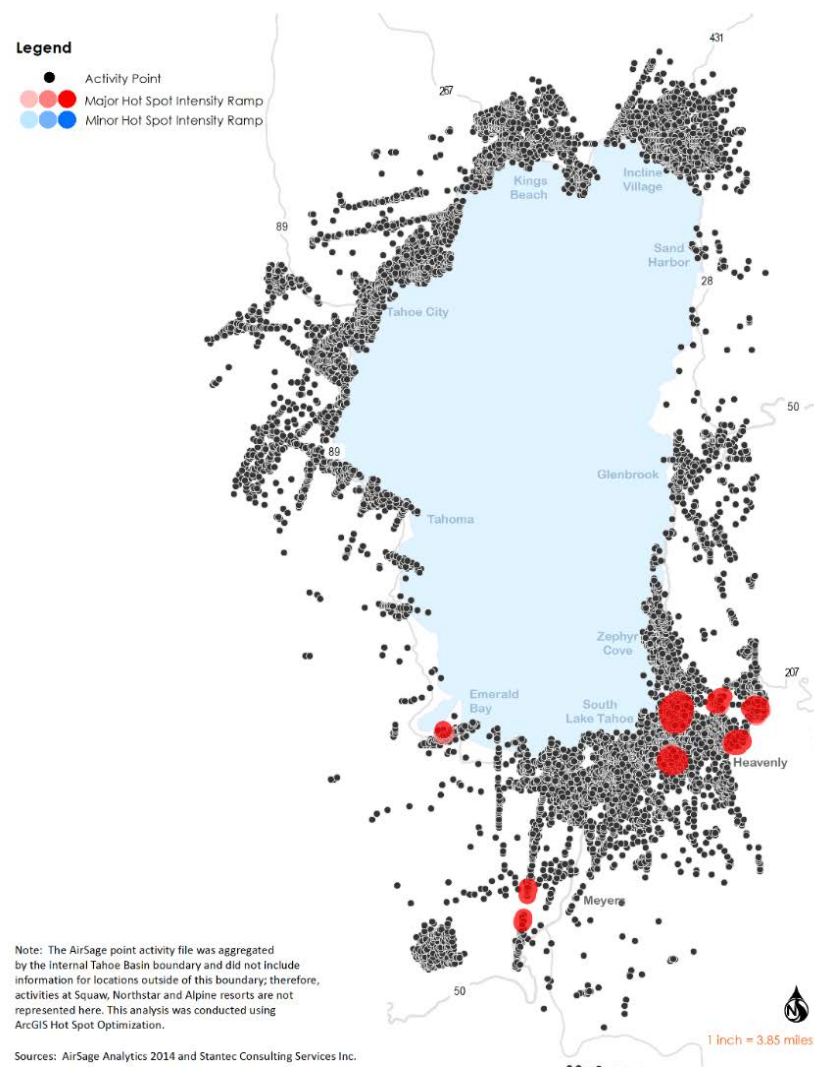 Legend
Activity Point
Major Hot Spot Intensity Ramp
Minor Hot Spot Intensity Ramp
431
267
Kings
Beach
Incline
Village
89
Sand
Harbor
28
Tahoe City
50
89
Glenbrook
Tahoma
Zephyr
Cove
207
Emerald
Bay
South
Lake Tahoe
Heavenly
Meyers
50
Note: The AirSage point activity file was aggregated
by the internal Tahoe Basin boundary and did not include
information for locations outside of this boundary; therefore,
activities at Squaw, Northstar and Alpine resorts are not
represented here. This analysis was conducted using
ArcGIS Hot Spot Optimization.
N
1 inch = 3.85 miles
Sources: AirSage Analytics 2014 and Stantec Consulting Services Inc.